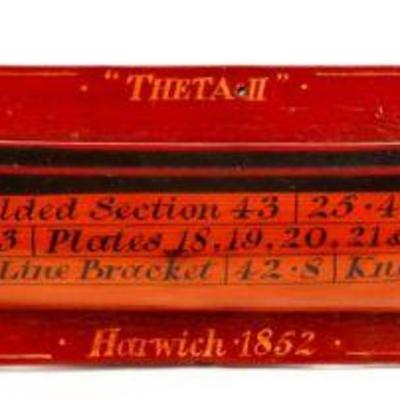 "THETA·II"
lded Section 43 | 25·4
3 | Plates 18, 19, 20, 21 &
Line Bracket | 42·8 | Kn
· Harwich · 1852 ·